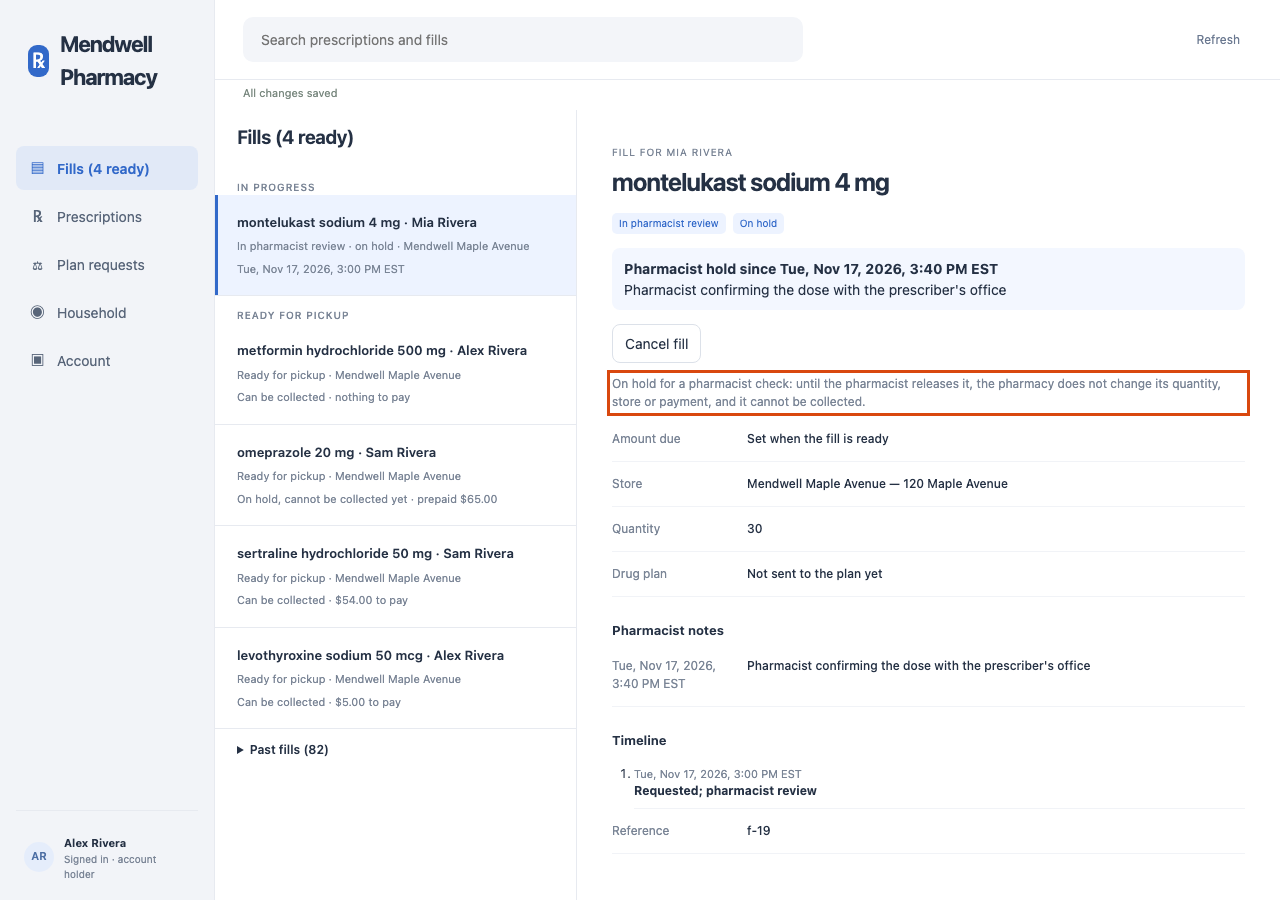 Mendwell
Pharmacy
Fills (4 ready)
Prescriptions
Plan requests
Household
Account
AR
Alex Rivera
Signed in · account
holder
Search prescriptions and fills
Refresh
All changes saved
Fills (4 ready)
IN PROGRESS
montelukast sodium 4 mg · Mia Rivera
In pharmacist review · on hold · Mendwell Maple Avenue
Tue, Nov 17, 2026, 3:00 PM EST
READY FOR PICKUP
metformin hydrochloride 500 mg · Alex Rivera
Ready for pickup · Mendwell Maple Avenue
Can be collected · nothing to pay
omeprazole 20 mg · Sam Rivera
Ready for pickup · Mendwell Maple Avenue
On hold, cannot be collected yet · prepaid $65.00
sertraline hydrochloride 50 mg · Sam Rivera
Ready for pickup · Mendwell Maple Avenue
Can be collected · $54.00 to pay
levothyroxine sodium 50 mcg · Alex Rivera
Ready for pickup · Mendwell Maple Avenue
Can be collected · $5.00 to pay
Past fills (82)
FILL FOR MIA RIVERA
montelukast sodium 4 mg
In pharmacist review
On hold
Pharmacist hold since Tue, Nov 17, 2026, 3:40 PM EST
Pharmacist confirming the dose with the prescriber's office
Cancel fill
On hold for a pharmacist check: until the pharmacist releases it, the pharmacy does not change its quantity,
store or payment, and it cannot be collected.
Amount due Set when the fill is ready
Store Mendwell Maple Avenue — 120 Maple Avenue
Quantity 30
Drug plan Not sent to the plan yet
Pharmacist notes
Tue, Nov 17, 2026, Pharmacist confirming the dose with the prescriber's office
3:40 PM EST
Timeline
1. Tue, Nov 17, 2026, 3:00 PM EST
Requested; pharmacist review
Reference f-19